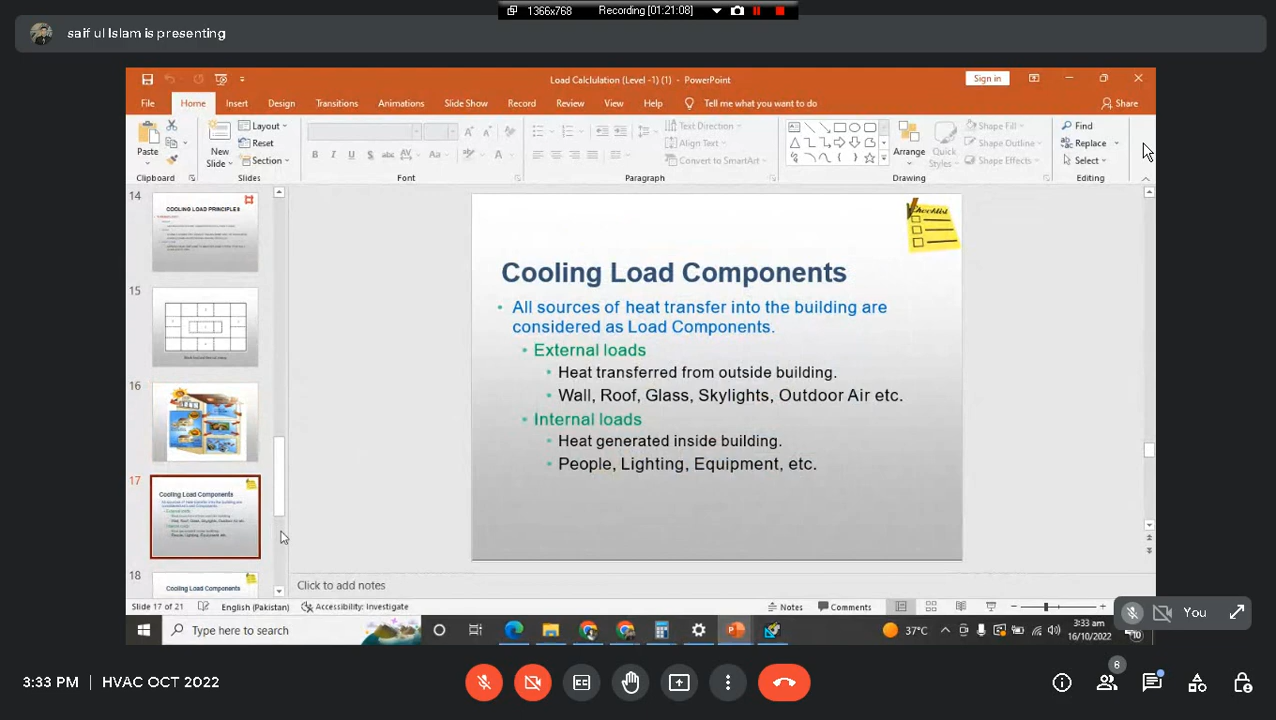 1366x768 Recording [01:21:08]
saif ul Islam is presenting
Load Calclulation (Level -1) (1) - PowerPoint
Sign in
File Home Insert Design Transitions Animations Slide Show Record Review View Help Tell me what you want to do Share
Paste
New Slide
Layout
Reset
Section
B I U S abc AV Aa A
Text Direction
Align Text
Convert to SmartArt
Arrange
Quick Styles
Shape Fill
Shape Outline
Shape Effects
Find
Replace
Select
Clipboard Slides Font Paragraph Drawing Editing
14
COOLING LOAD PRINCIPLES
15
16
17
Cooling Load Components
18
Cooling Load Components
Checklist
Cooling Load Components
• All sources of heat transfer into the building are
considered as Load Components.
• External loads
• Heat transferred from outside building.
• Wall, Roof, Glass, Skylights, Outdoor Air etc.
• Internal loads
• Heat generated inside building.
• People, Lighting, Equipment, etc.
Click to add notes
Slide 17 of 21 English (Pakistan) Accessibility: Investigate Notes Comments
You
Type here to search
37°C
3:33 am
16/10/2022
10
3:33 PM | HVAC OCT 2022
8